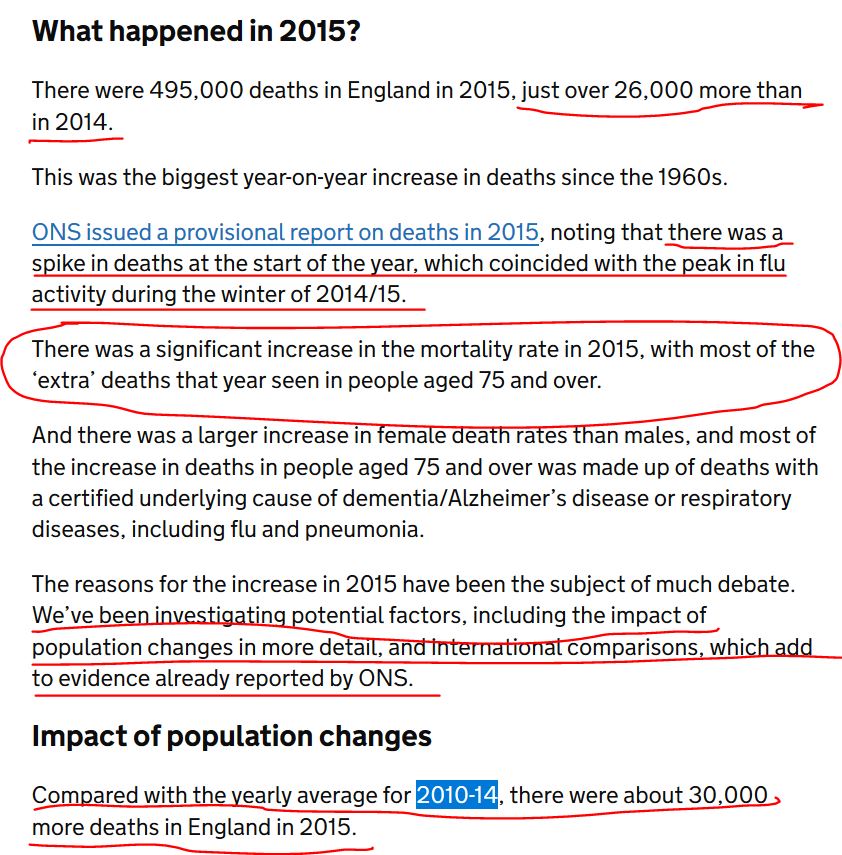 What happened in 2015?
There were 495,000 deaths in England in 2015, just over 26,000 more than
in 2014.
This was the biggest year-on-year increase in deaths since the 1960s.
ONS issued a provisional report on deaths in 2015, noting that there was a
spike in deaths at the start of the year, which coincided with the peak in flu
activity during the winter of 2014/15.
There was a significant increase in the mortality rate in 2015, with most of the
‘extra’ deaths that year seen in people aged 75 and over.
And there was a larger increase in female death rates than males, and most of
the increase in deaths in people aged 75 and over was made up of deaths with
a certified underlying cause of dementia/Alzheimer’s disease or respiratory
diseases, including flu and pneumonia.
The reasons for the increase in 2015 have been the subject of much debate.
We’ve been investigating potential factors, including the impact of
population changes in more detail, and international comparisons, which add
to evidence already reported by ONS.
Impact of population changes
Compared with the yearly average for 2010-14, there were about 30,000
more deaths in England in 2015.